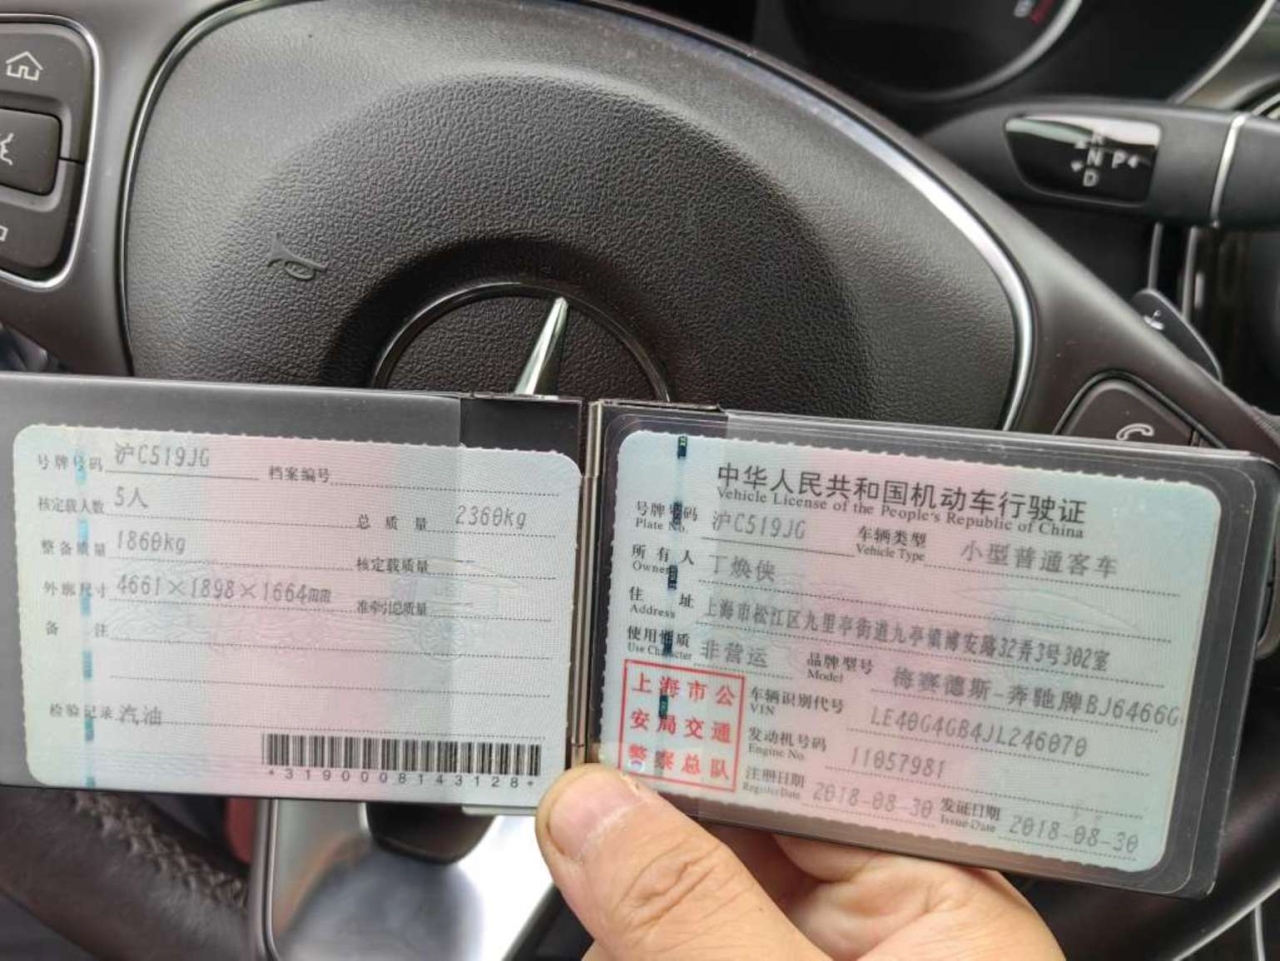 N P
D
号牌号码 沪C519JG 档案编号
核定载人数 5人 总质量 2360kg
整备质量 1860kg 核定载质量
外廓尺寸 4661×1898×1664mm 准牵引总质量
备注
检验记录 汽油
*3190008143128*
中华人民共和国机动车行驶证
Vehicle License of the People's Republic of China
号牌号码 沪C519JG 车辆类型 小型普通客车
Plate No. Vehicle Type
所有人 丁焕侠
Owner
住址 上海市松江区九里亭街道九亭镇博安路32弄3号302室
Address
使用性质 非营运 品牌型号 梅赛德斯-奔驰牌BJ6466G
Use Character Model
上海市公
安局交通
警察总队
车辆识别代号 LE40G4GB4JL246070
VIN
发动机号码 11057981
Engine No.
注册日期 2018-08-30 发证日期 2018-08-30
Register Date Issue Date